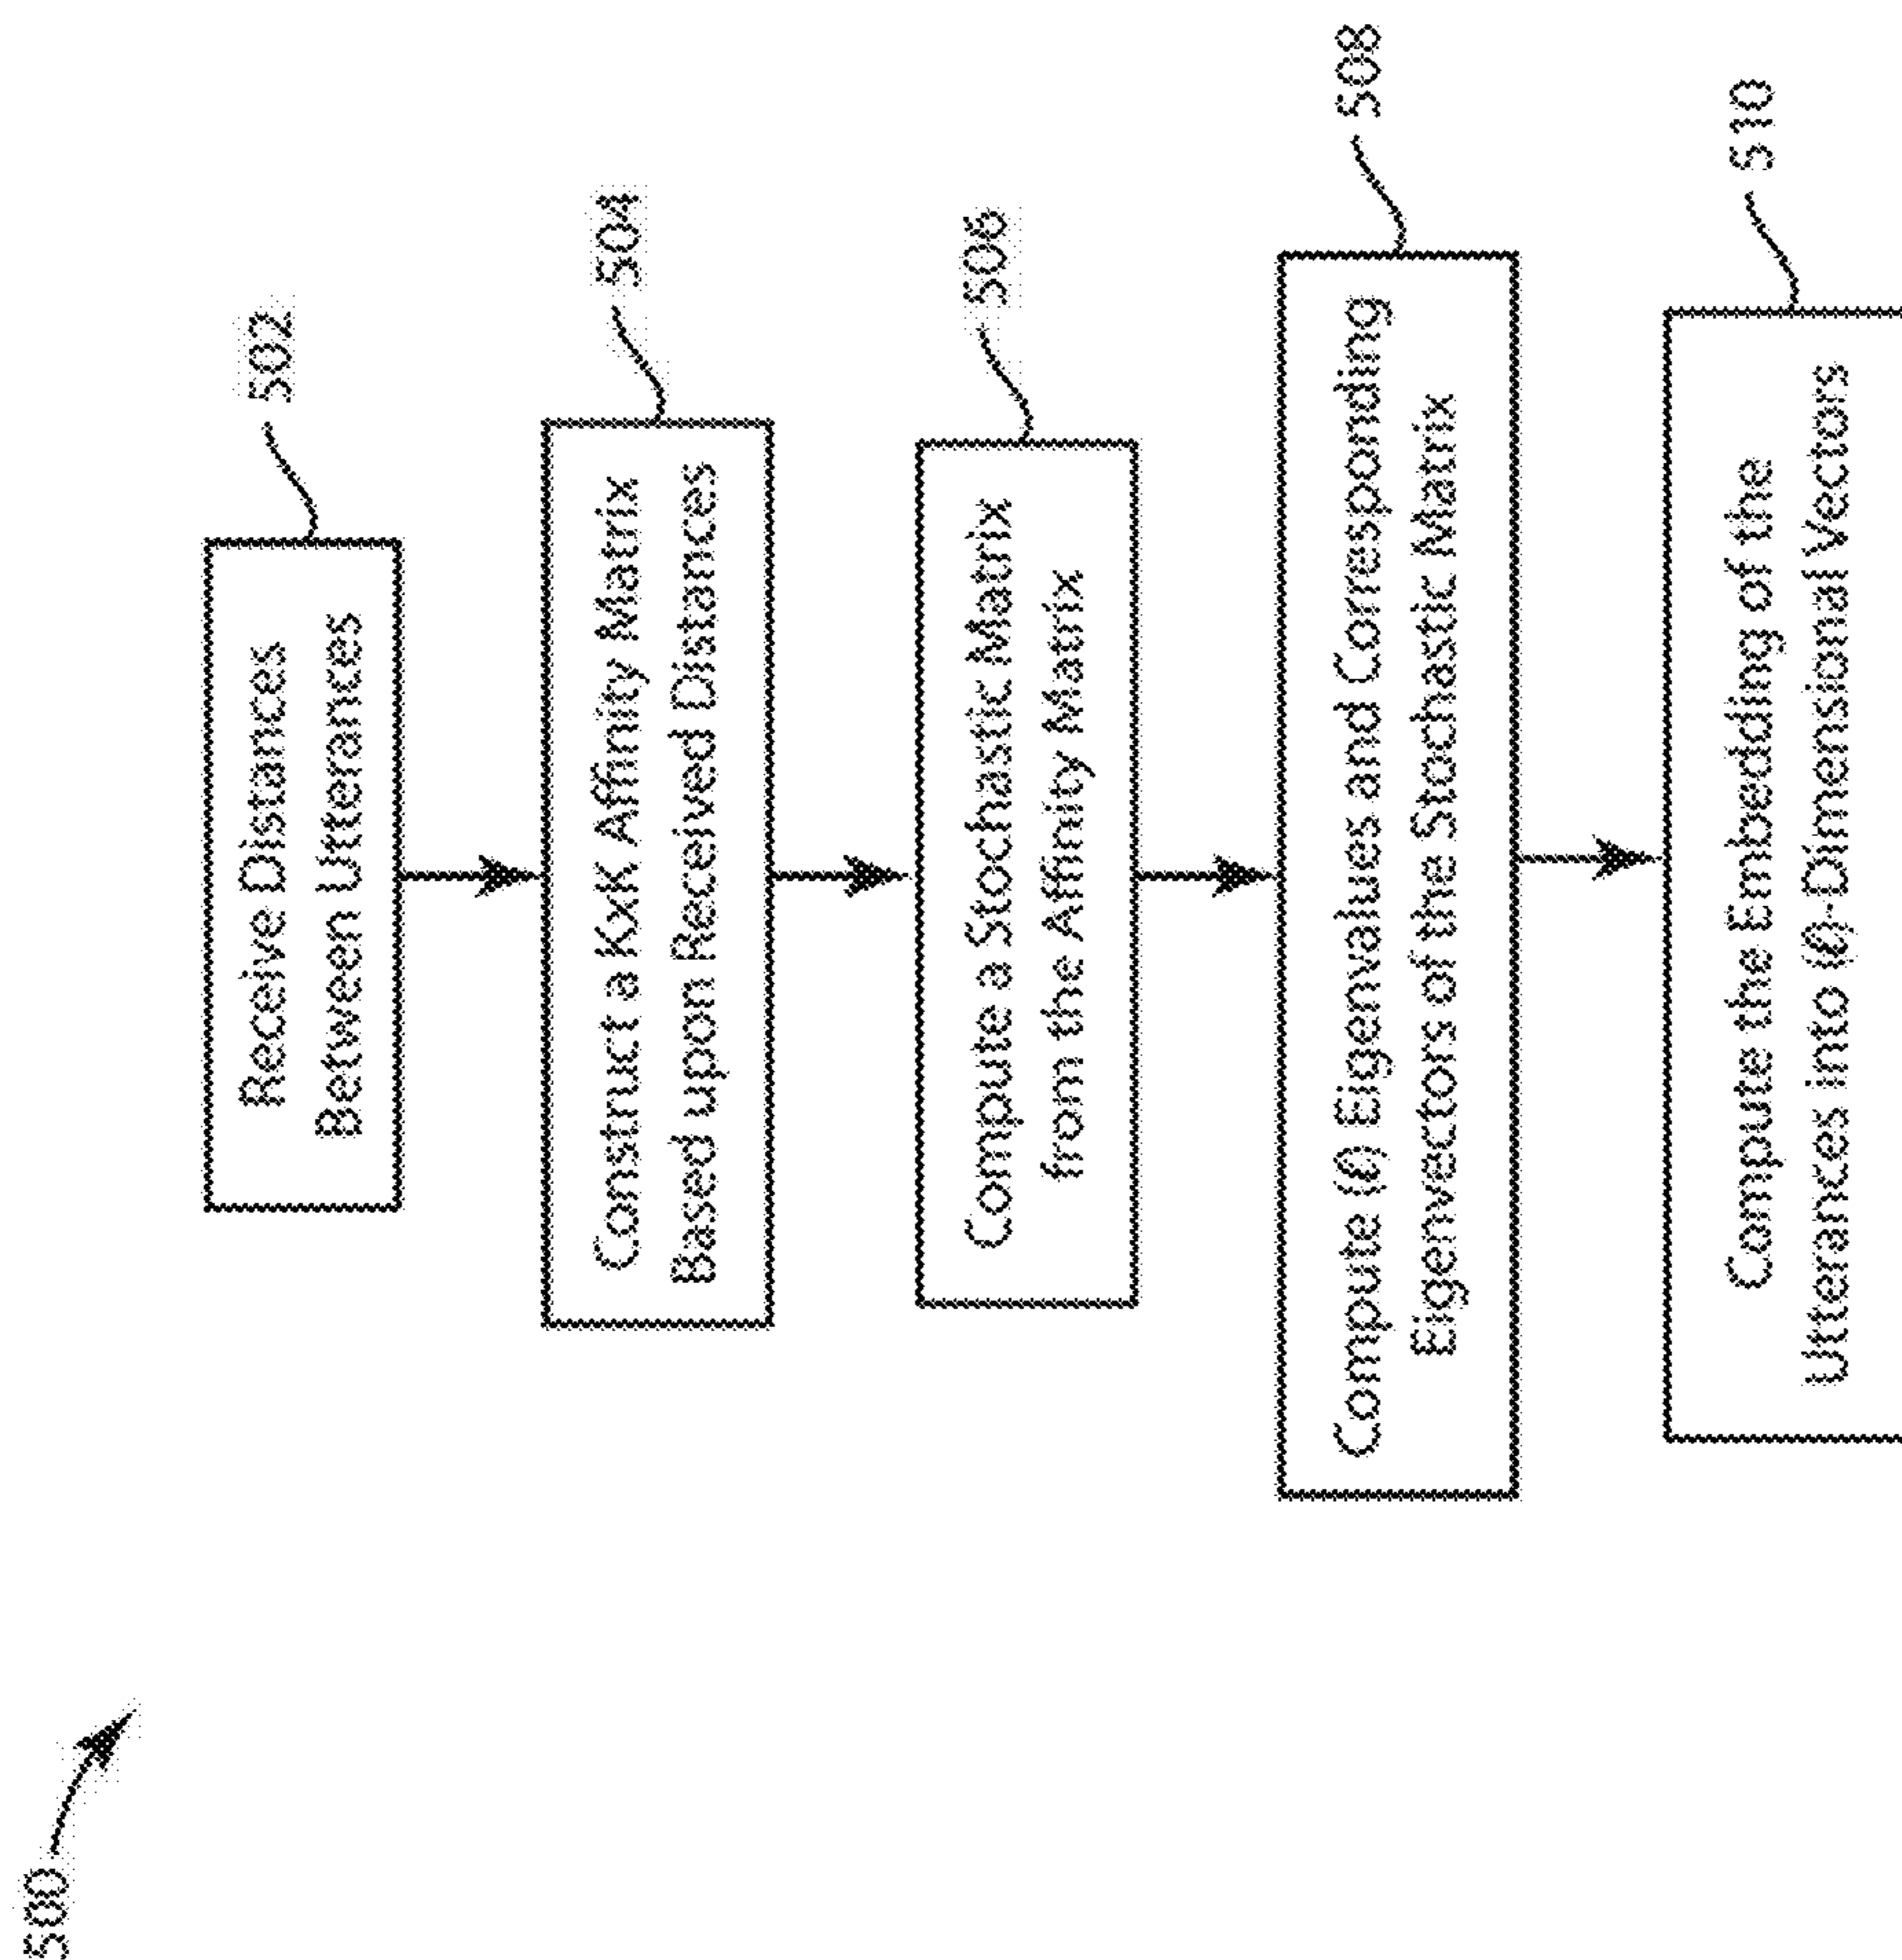 500
502
Receive Distances
Between Utterances
504
Construct a KxK Affinity Matrix
Based upon Received Distances
506
Compute a Stochastic Matrix
from the Affinity Matrix
508
Compute (ℓ) Eigenvalues and Corresponding
Eigenvectors of the Stochastic Matrix
510
Compute the Embedding of the
Utterances into (ℓ)-Dimensional Vectors